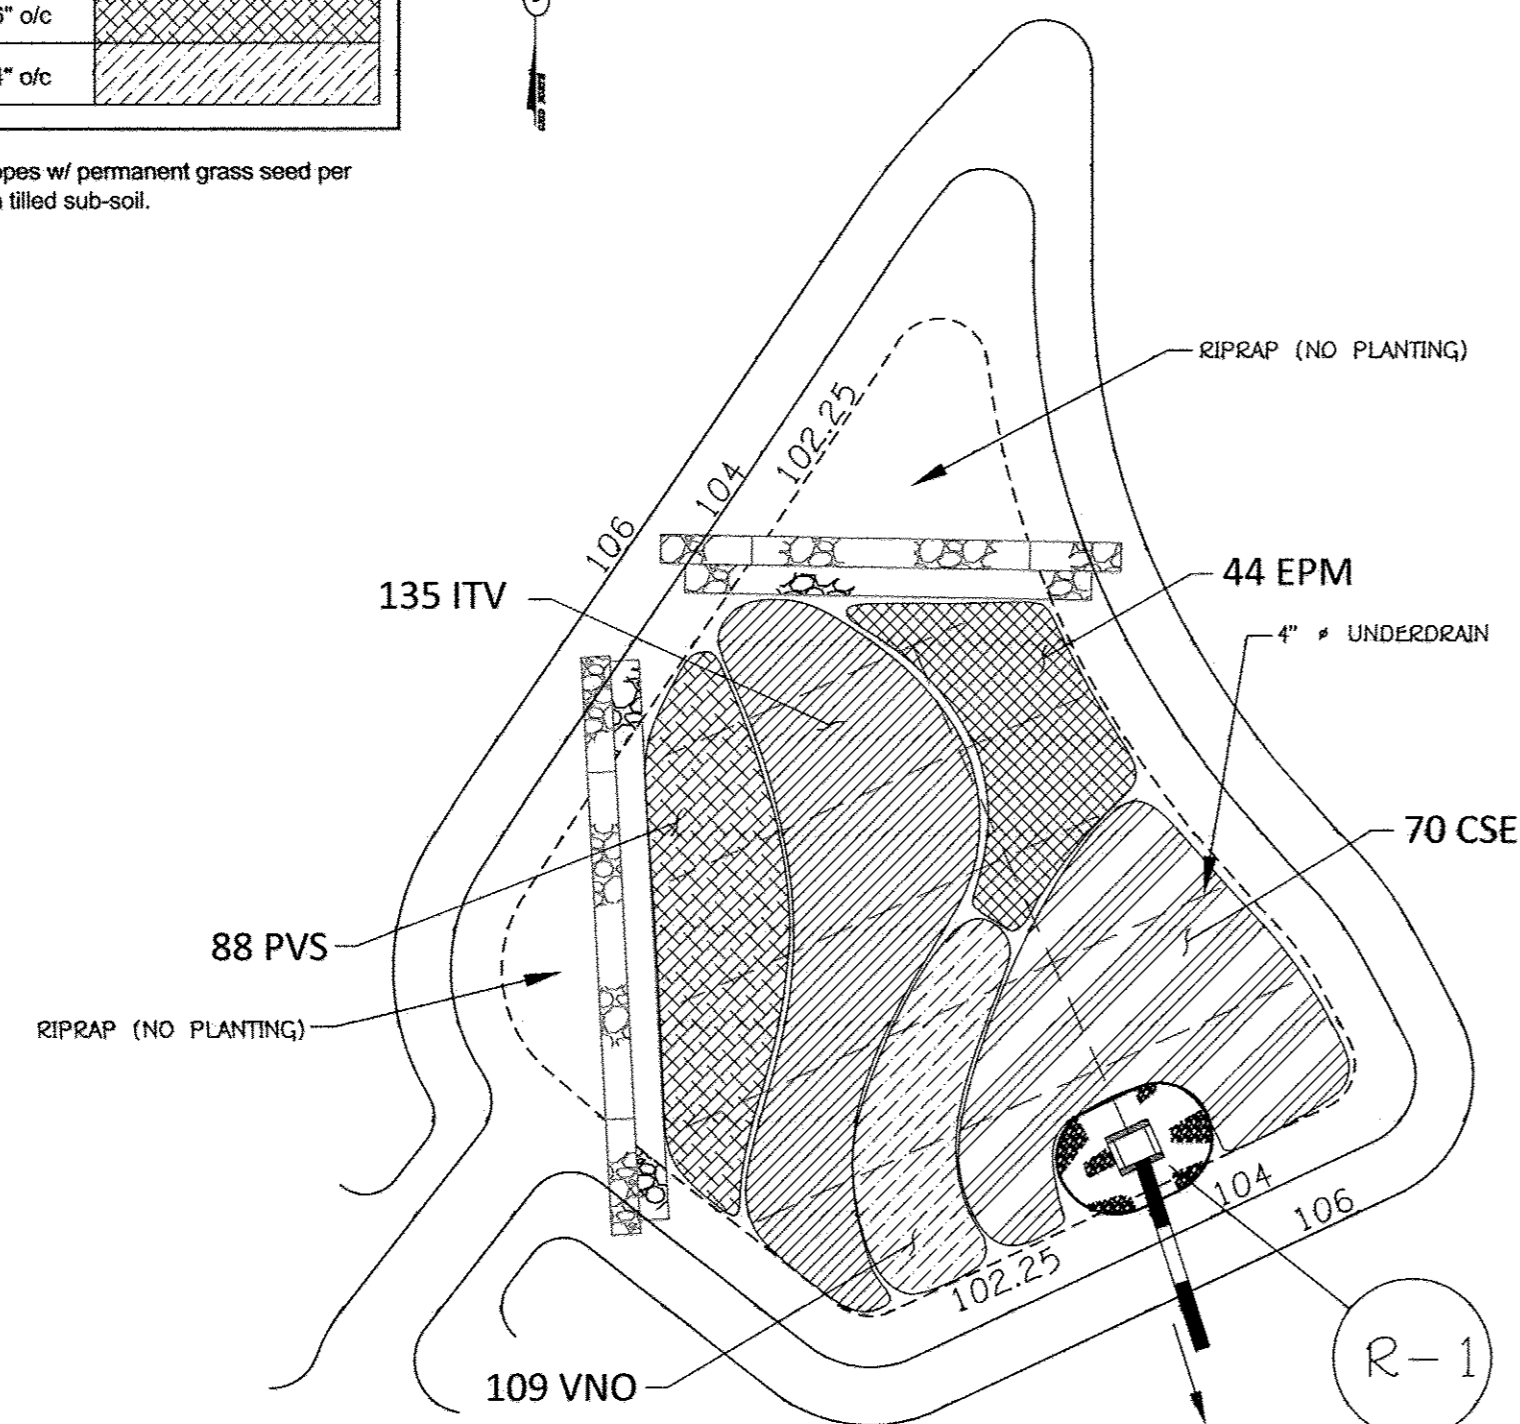 o/c
o/c
w/ permanent grass seed per
tilled sub-soil.
RIPRAP (NO PLANTING)
102.25
104
106
135 ITV
44 EPM
4" ø UNDERDRAIN
70 CSE
88 PVS
RIPRAP (NO PLANTING)
104
106
102.25
109 VNO
R-1